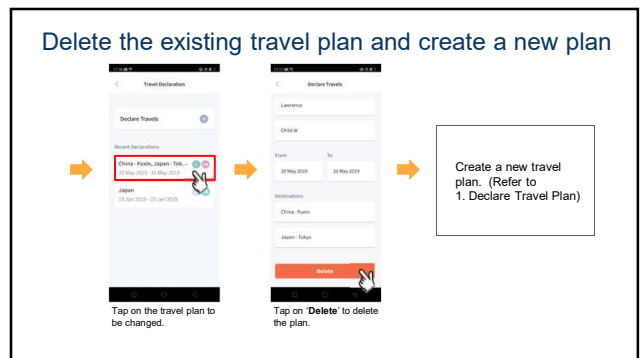 Delete the existing travel plan and create a new plan
Travel Declaration
Declare Travels
Recent Declarations
China - Fuxin, Japan - Tok...
20 May 2019 - 31 May 2019
Japan
23 Jan 2019 - 23 Jan 2019
Tap on the travel plan to
be changed.
Declare Travels
Lawrence
Child W
From To
20 May 2019 31 May 2019
Destinations
China - Fuxin
Japan - Tokyo
Delete
Tap on ‘Delete’ to delete
the plan.
Create a new travel
plan. (Refer to
1. Declare Travel Plan)